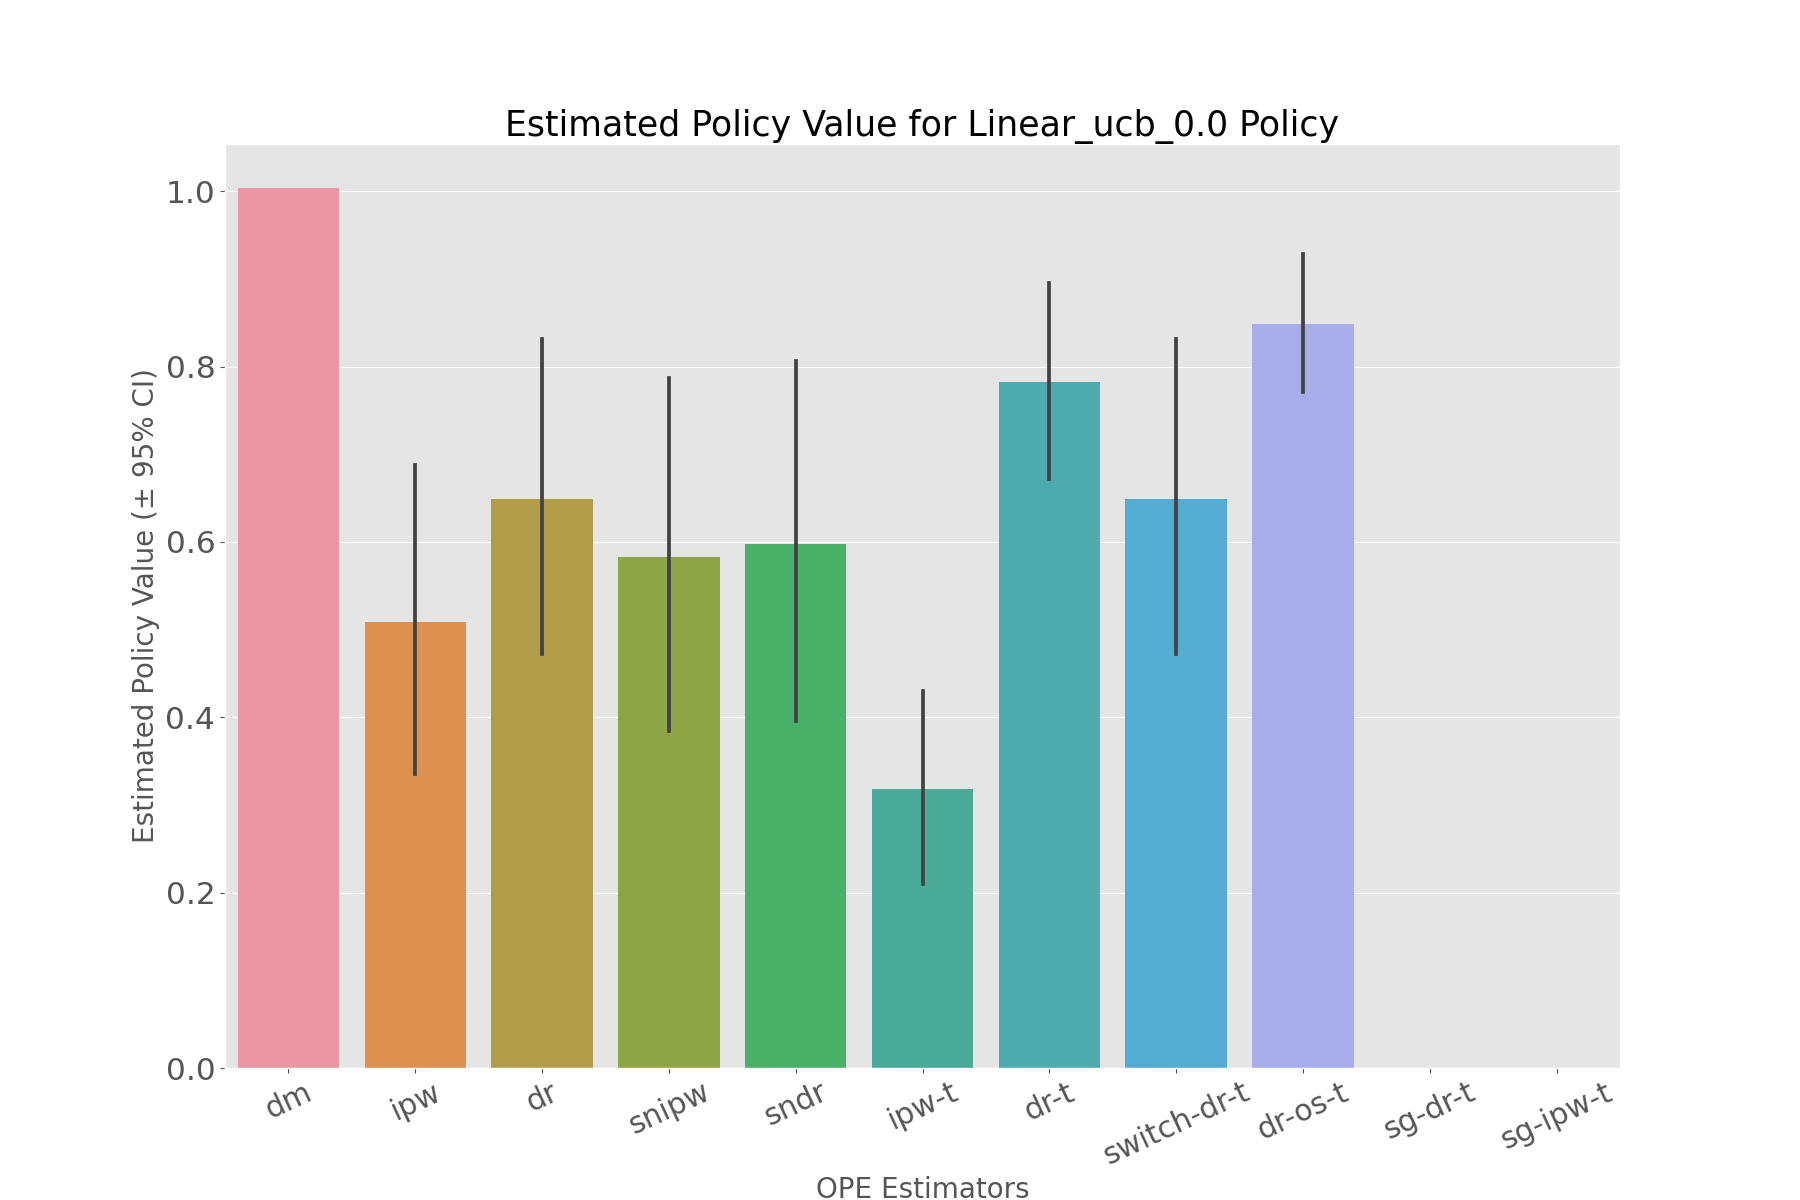 Estimated Policy Value for Linear_ucb_0.0 Policy
Estimated Policy Value (± 95% CI)
1.0
0.8
0.6
0.4
0.2
0.0
dm
ipw
dr
snipw
sndr
ipw-t
dr-t
switch-dr-t
dr-os-t
sg-dr-t
sg-ipw-t
OPE Estimators